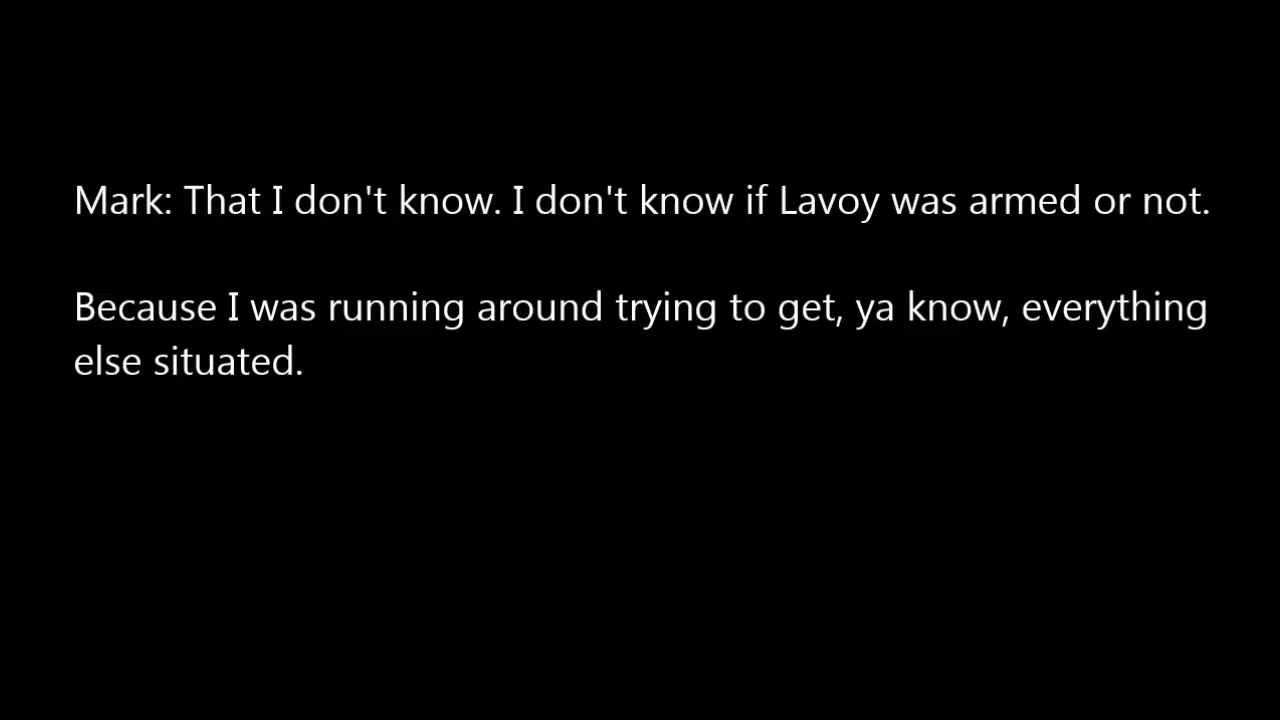 Mark: That I don't know. I don't know if Lavoy was armed or not.
Because I was running around trying to get, ya know, everything
else situated.